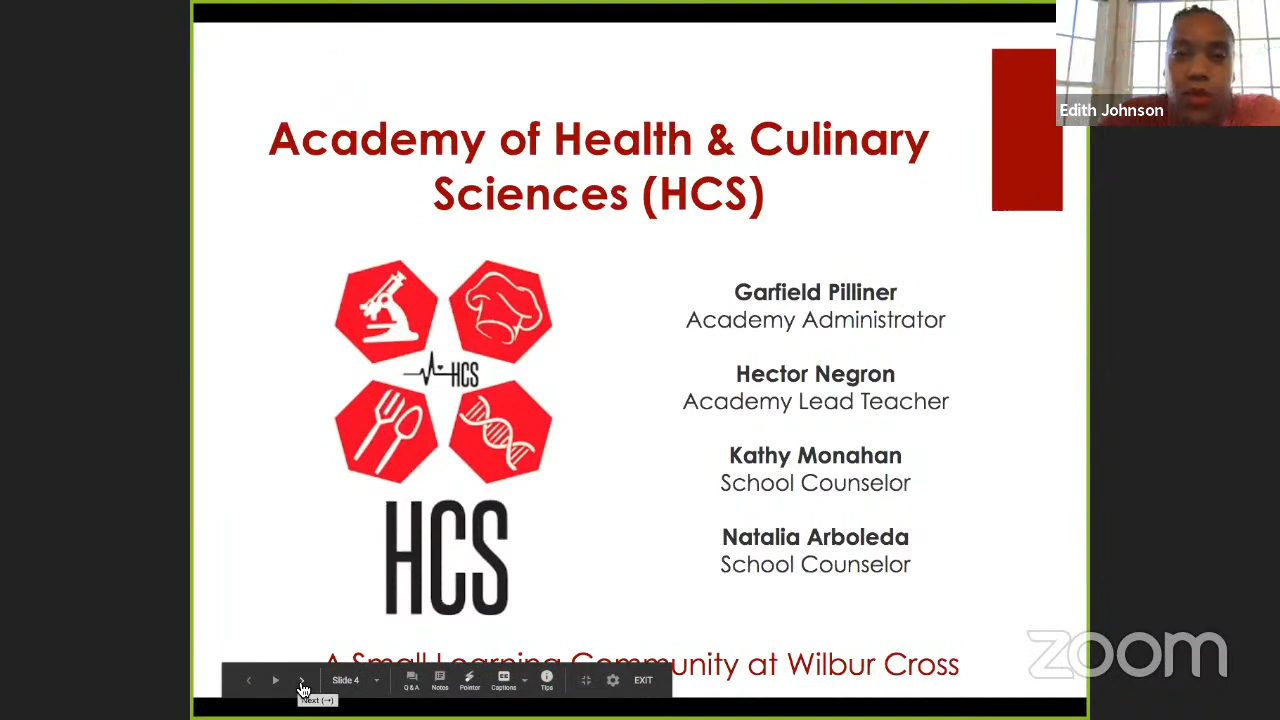 Edith Johnson
Academy of Health & Culinary
Sciences (HCS)
HCS
HCS
Garfield Pilliner
Academy Administrator
Hector Negron
Academy Lead Teacher
Kathy Monahan
School Counselor
Natalia Arboleda
School Counselor
A Small Learning Community at Wilbur Cross
zoom
Slide 4
Q & A
Notes
Pointer
Captions
Tips
EXIT
Next (→)